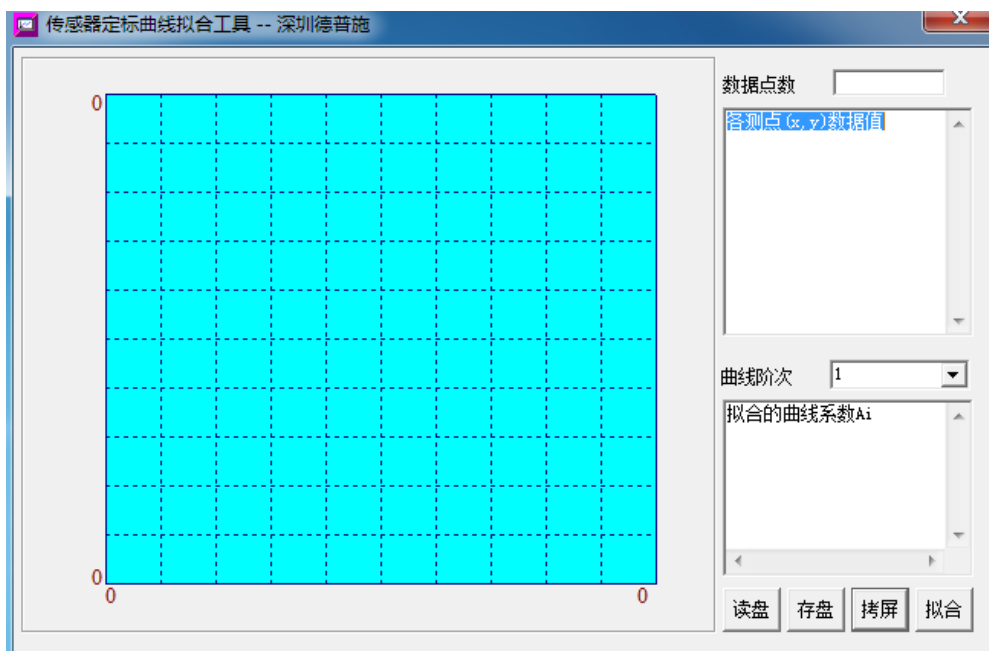 传感器定标曲线拟合工具 -- 深圳德普施
数据点数
各测点(x,y)数据值
曲线阶次 1
拟合的曲线系数Ai
0
0
0 0
读盘 存盘 拷屏 拟合